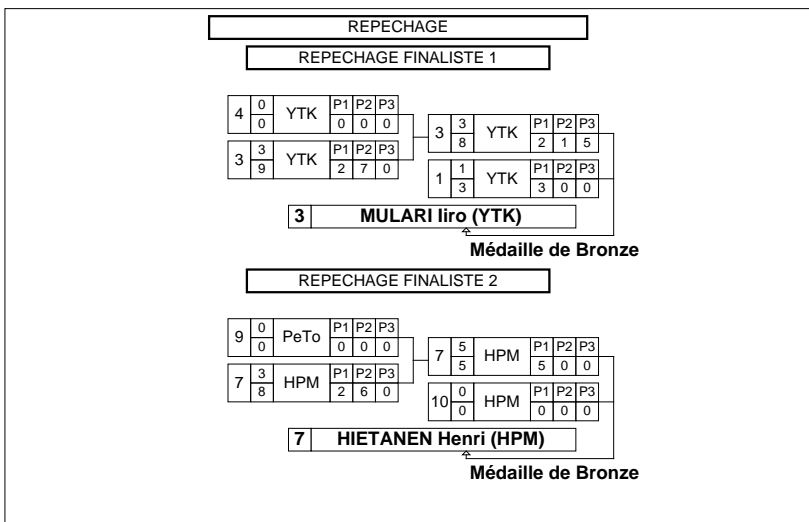 REPECHAGE
REPECHAGE FINALISTE 1
4 0 0 YTK P1 P2 P3 0 0 0
3 3 9 YTK P1 P2 P3 2 7 0
3 3 8 YTK P1 P2 P3 2 1 5
1 1 3 YTK P1 P2 P3 3 0 0
3 MULARI Iiro (YTK)
Médaille de Bronze
REPECHAGE FINALISTE 2
9 0 0 PeTo P1 P2 P3 0 0 0
7 3 8 HPM P1 P2 P3 2 6 0
7 5 5 HPM P1 P2 P3 5 0 0
10 0 0 HPM P1 P2 P3 0 0 0
7 HIETANEN Henri (HPM)
Médaille de Bronze